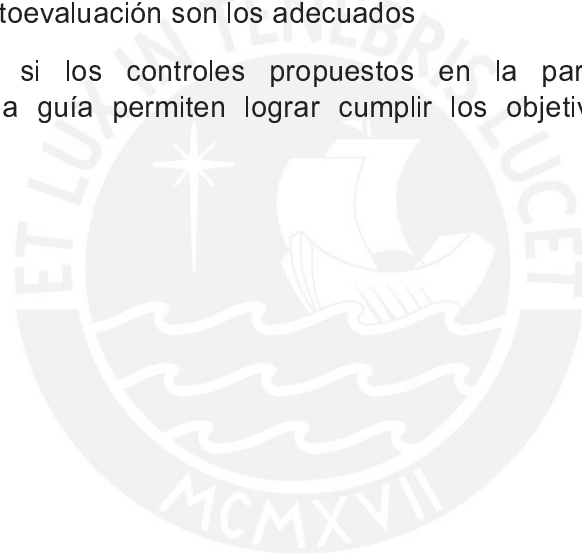 toevaluación son los adecuados
si los controles propuestos en la par
a guía permiten lograr cumplir los objetiv
ET LUX IN TENEBRIS LUCET
MCMXVII